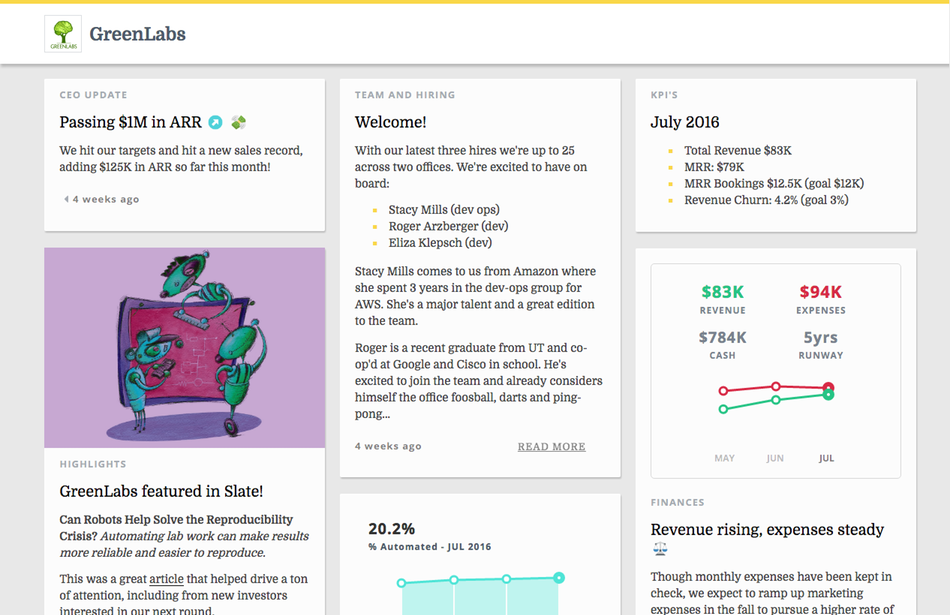 GREENLABS
GreenLabs
CEO UPDATE
Passing $1M in ARR
We hit our targets and hit a new sales record,
adding $125K in ARR so far this month!
4 weeks ago
HIGHLIGHTS
GreenLabs featured in Slate!
Can Robots Help Solve the Reproducibility
Crisis? Automating lab work can make results
more reliable and easier to reproduce.
This was a great article that helped drive a ton
of attention, including from new investors
interested in our next round.
TEAM AND HIRING
Welcome!
With our latest three hires we're up to 25
across two offices. We're excited to have on
board:
Stacy Mills (dev ops)
Roger Arzberger (dev)
Eliza Klepsch (dev)
Stacy Mills comes to us from Amazon where
she spent 3 years in the dev-ops group for
AWS. She's a major talent and a great edition
to the team.
Roger is a recent graduate from UT and co-
op'd at Google and Cisco in school. He's
excited to join the team and already considers
himself the office foosball, darts and ping-
pong...
4 weeks ago READ MORE
20.2%
% Automated - JUL 2016
KPI'S
July 2016
Total Revenue $83K
MRR: $79K
MRR Bookings $12.5K (goal $12K)
Revenue Churn: 4.2% (goal 3%)
$83K $94K
REVENUE EXPENSES
$784K 5yrs
CASH RUNWAY
MAY JUN JUL
FINANCES
Revenue rising, expenses steady
Though monthly expenses have been kept in
check, we expect to ramp up marketing
expenses in the fall to pursue a higher rate of